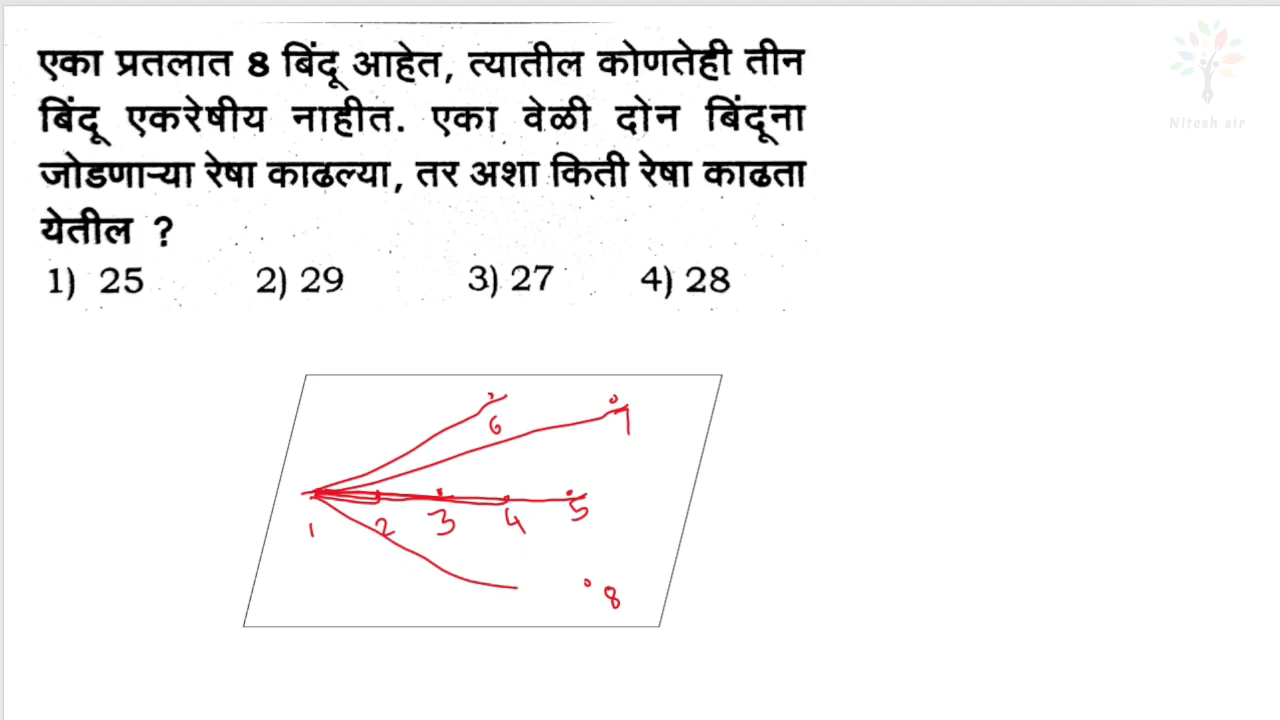 एका प्रतलात 8 बिंदू आहेत, त्यातील कोणतेही तीन
बिंदू एकरेषीय नाहीत. एका वेळी दोन बिंदूना
जोडणाऱ्या रेषा काढल्या, तर अशा किती रेषा काढता
येतील ?
1) 25 2) 29 3) 27 4) 28
Nitesh sir
6 7
1 2 3 4 5
8